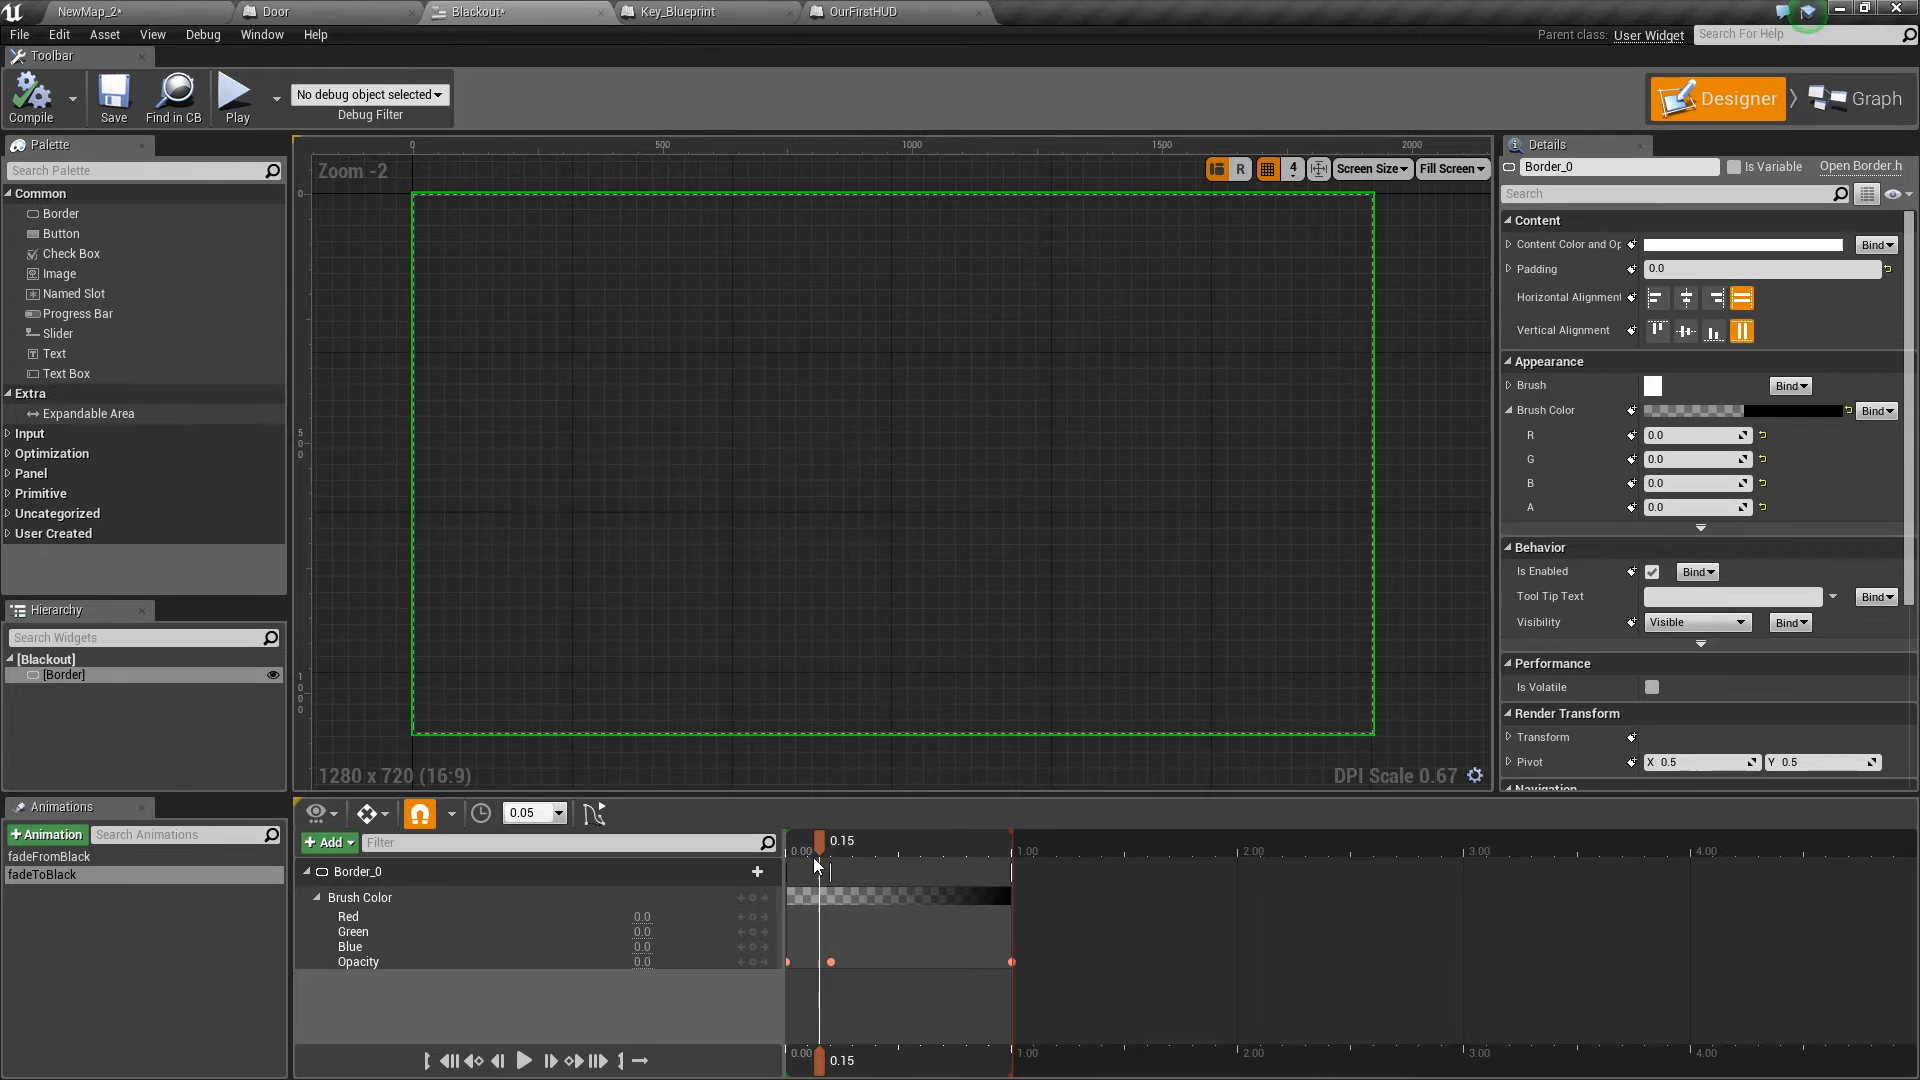 NewMap_2*
Door
Blackout*
Key_Blueprint
OurFirstHUD
File Edit Asset View Debug Window Help
Parent class: User Widget
Search For Help
Toolbar
Compile
Save
Find in CB
Play
No debug object selected
Debug Filter
Designer
Graph
Palette
Search Palette
Common
Border
Button
Check Box
Image
Named Slot
Progress Bar
Slider
Text
Text Box
Extra
Expandable Area
Input
Optimization
Panel
Primitive
Uncategorized
User Created
Hierarchy
Search Widgets
[Blackout]
[Border]
Zoom -2
0 500 1000 1500 2000
0
500
1000
R
4
Screen Size
Fill Screen
1280 x 720 (16:9)
DPI Scale 0.67
Details
Border_0
Is Variable
Open Border.h
Search
Content
Content Color and Op
Bind
Padding 0.0
Horizontal Alignment
Vertical Alignment
Appearance
Brush Bind
Brush Color Bind
R 0.0
G 0.0
B 0.0
A 0.0
Behavior
Is Enabled Bind
Tool Tip Text Bind
Visibility Visible Bind
Performance
Is Volatile
Render Transform
Transform
Pivot X 0.5 Y 0.5
Navigation
Animations
+Animation
Search Animations
fadeFromBlack
fadeToBlack
0.05
+ Add
Filter
Border_0
Brush Color
Red 0.0
Green 0.0
Blue 0.0
Opacity 0.0
0.15
0.00 1.00 2.00 3.00 4.00
0.00 0.15 1.00 2.00 3.00 4.00